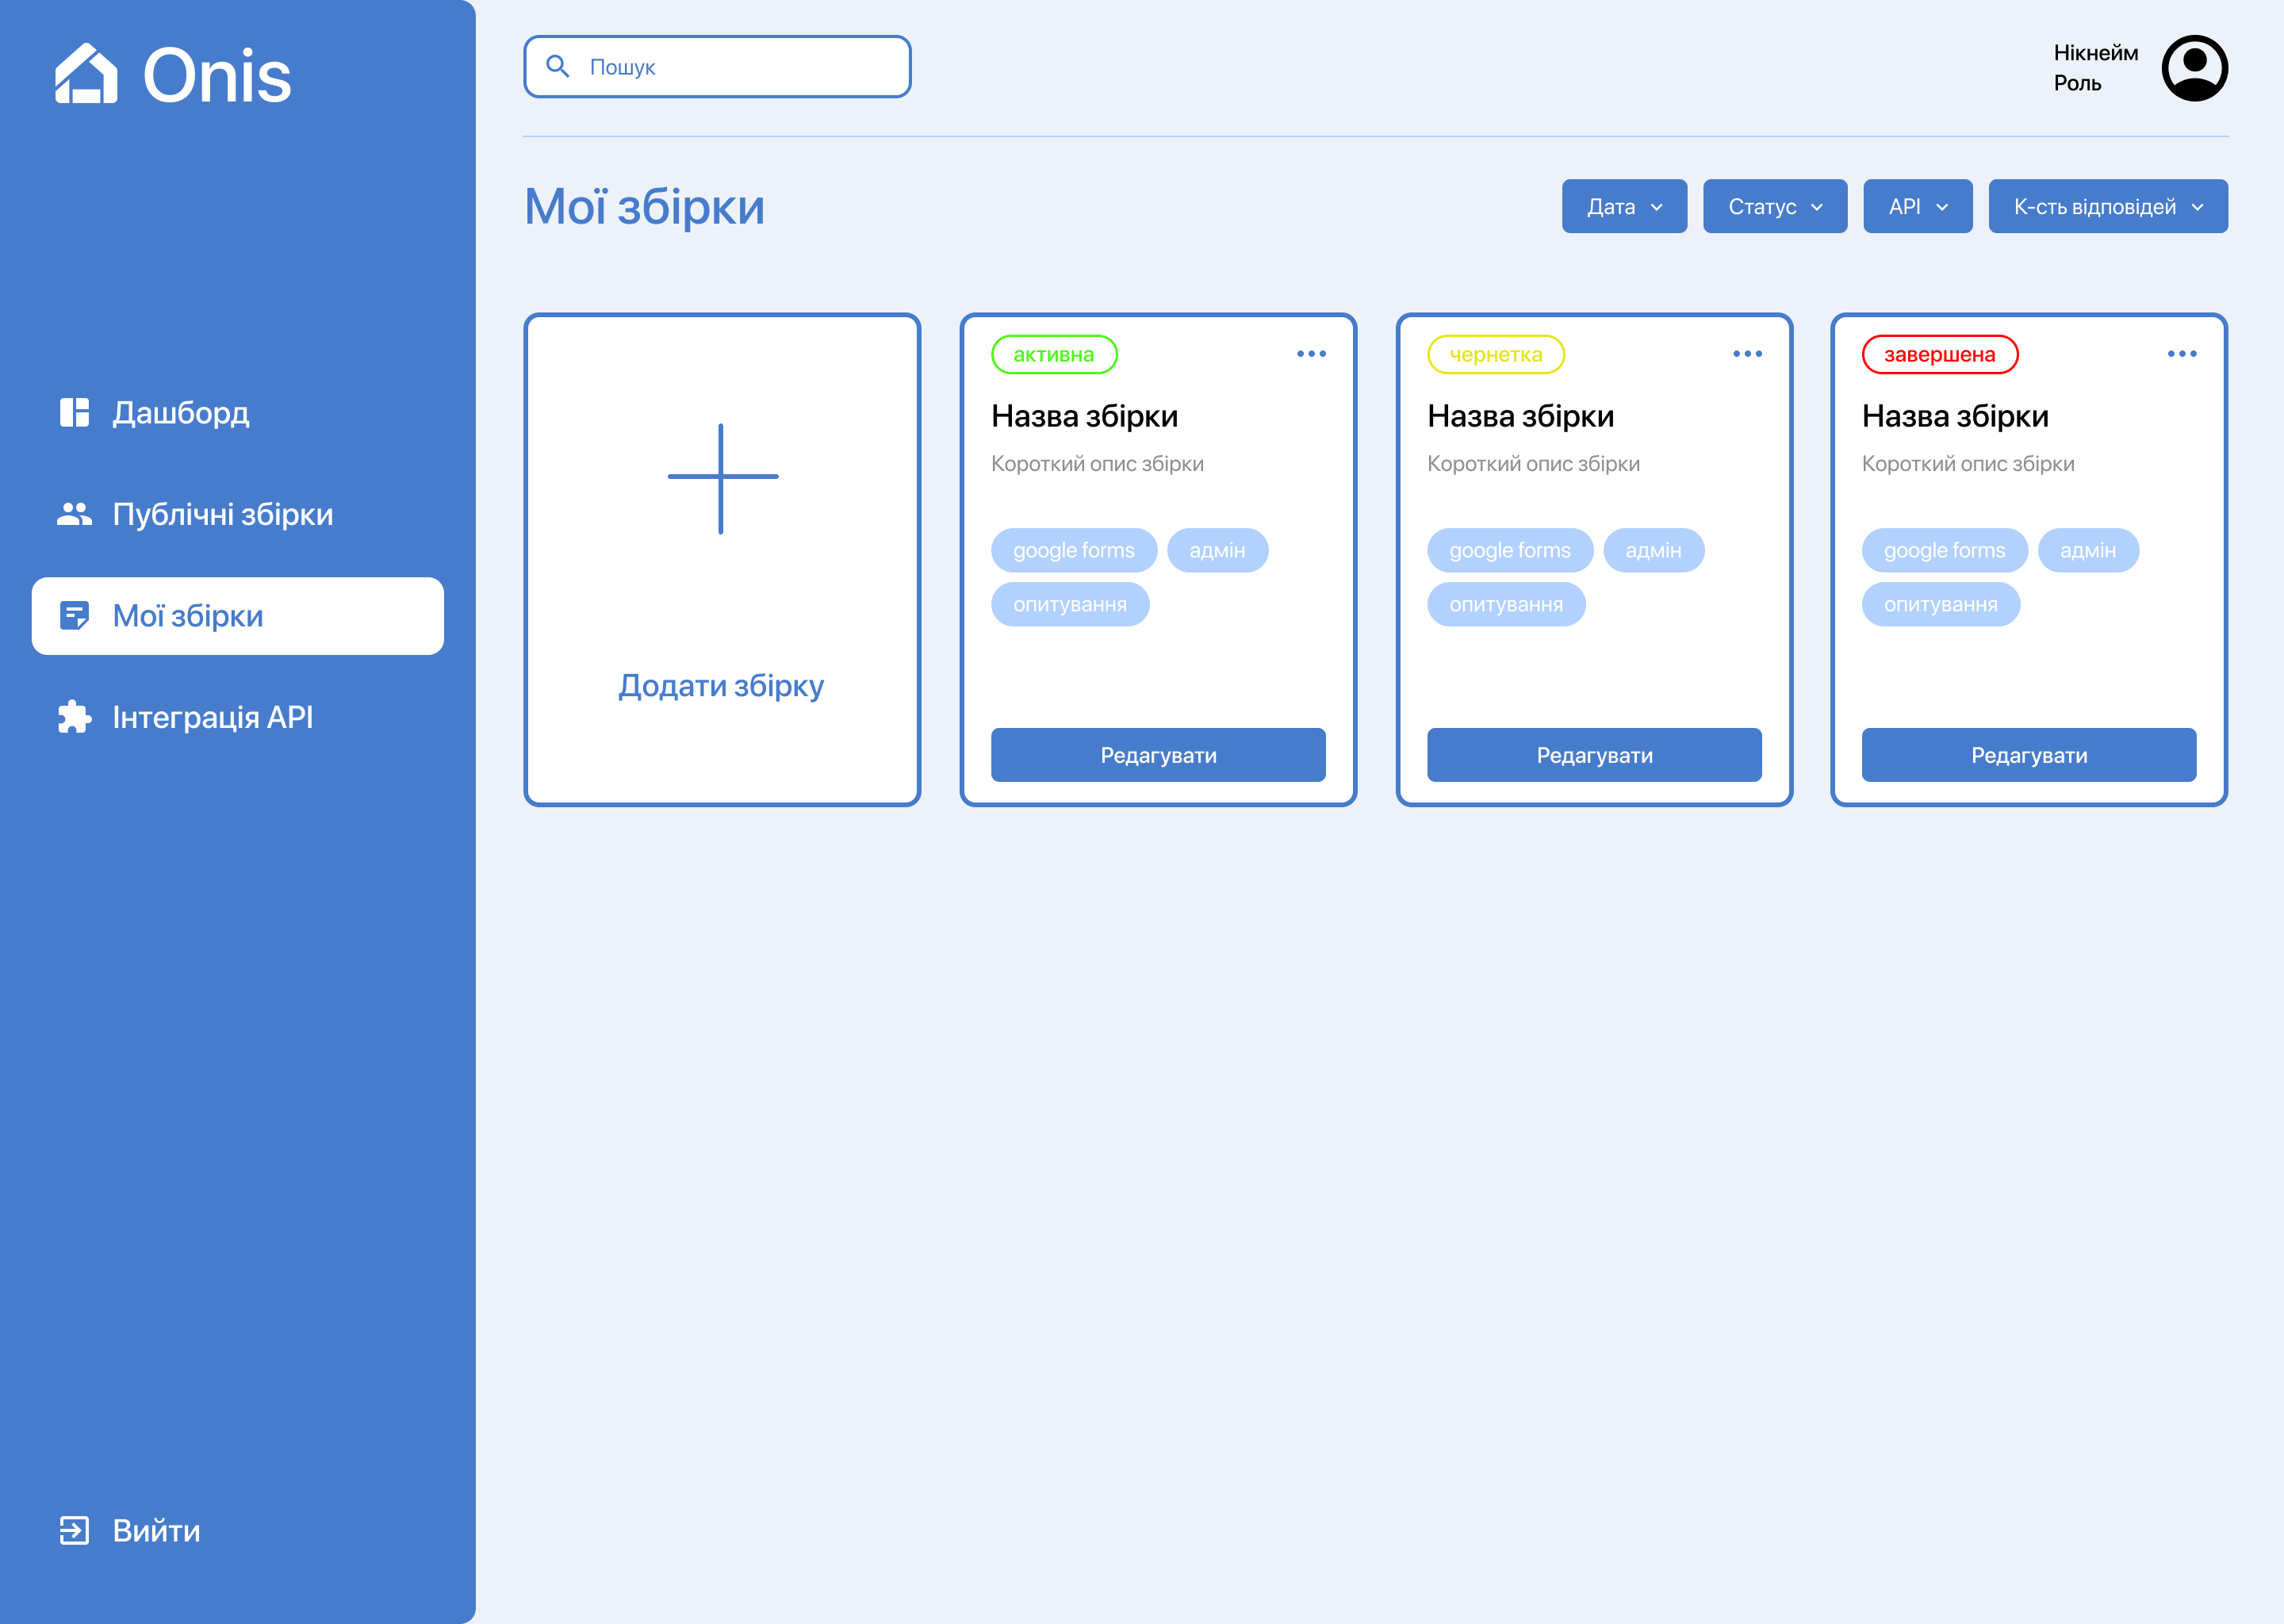 Onis
Дашборд
Публічні збірки
Мої збірки
Інтеграція API
Вийти
Пошук
Нікнейм
Роль
Мої збірки
Дата
Статус
API
К-сть відповідей
Додати збірку
активна
Назва збірки
Короткий опис збірки
google forms адмін
опитування
Редагувати
чернетка
Назва збірки
Короткий опис збірки
google forms адмін
опитування
Редагувати
завершена
Назва збірки
Короткий опис збірки
google forms адмін
опитування
Редагувати